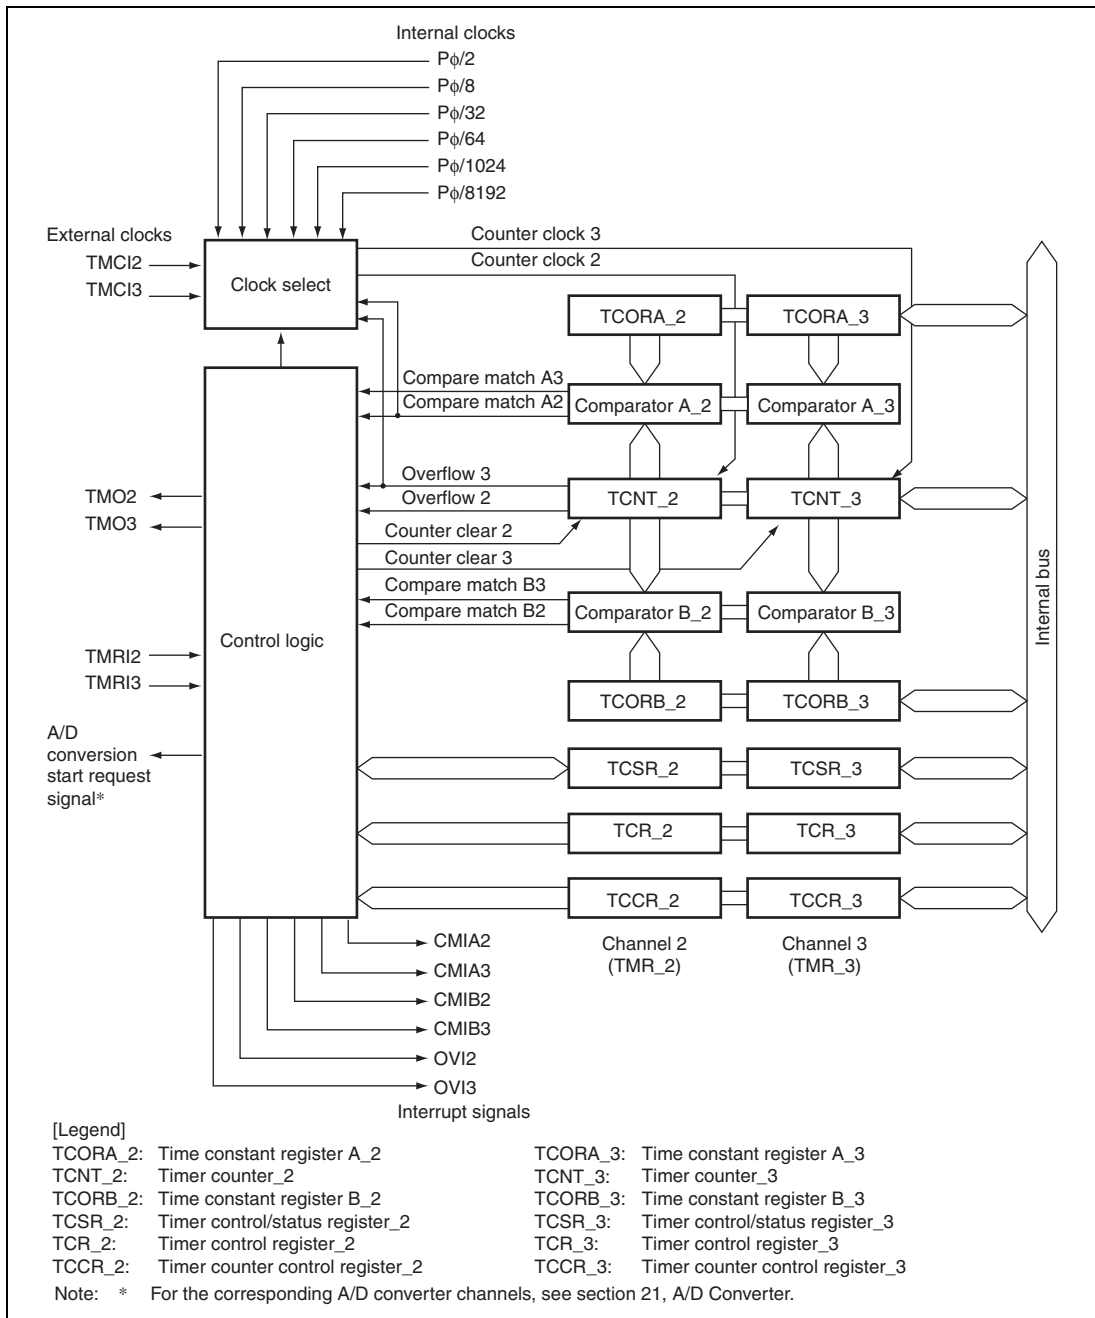 Internal clocks
Pϕ/2
Pϕ/8
Pϕ/32
Pϕ/64
Pϕ/1024
Pϕ/8192
External clocks
TMCI2
TMCI3
Clock select
Counter clock 3
Counter clock 2
TCORA_2
TCORA_3
Compare match A3
Compare match A2
Comparator A_2
Comparator A_3
TMO2
TMO3
Overflow 3
Overflow 2
TCNT_2
TCNT_3
Counter clear 2
Counter clear 3
Compare match B3
Compare match B2
Comparator B_2
Comparator B_3
Control logic
TMRI2
TMRI3
TCORB_2
TCORB_3
A/D
conversion
start request
signal*
TCSR_2
TCSR_3
TCR_2
TCR_3
TCCR_2
TCCR_3
Internal bus
Channel 2
(TMR_2)
Channel 3
(TMR_3)
CMIA2
CMIA3
CMIB2
CMIB3
OVI2
OVI3
Interrupt signals
[Legend]
TCORA_2: Time constant register A_2
TCNT_2: Timer counter_2
TCORB_2: Time constant register B_2
TCSR_2: Timer control/status register_2
TCR_2: Timer control register_2
TCCR_2: Timer counter control register_2
TCORA_3: Time constant register A_3
TCNT_3: Timer counter_3
TCORB_3: Time constant register B_3
TCSR_3: Timer control/status register_3
TCR_3: Timer control register_3
TCCR_3: Timer counter control register_3
Note: * For the corresponding A/D converter channels, see section 21, A/D Converter.